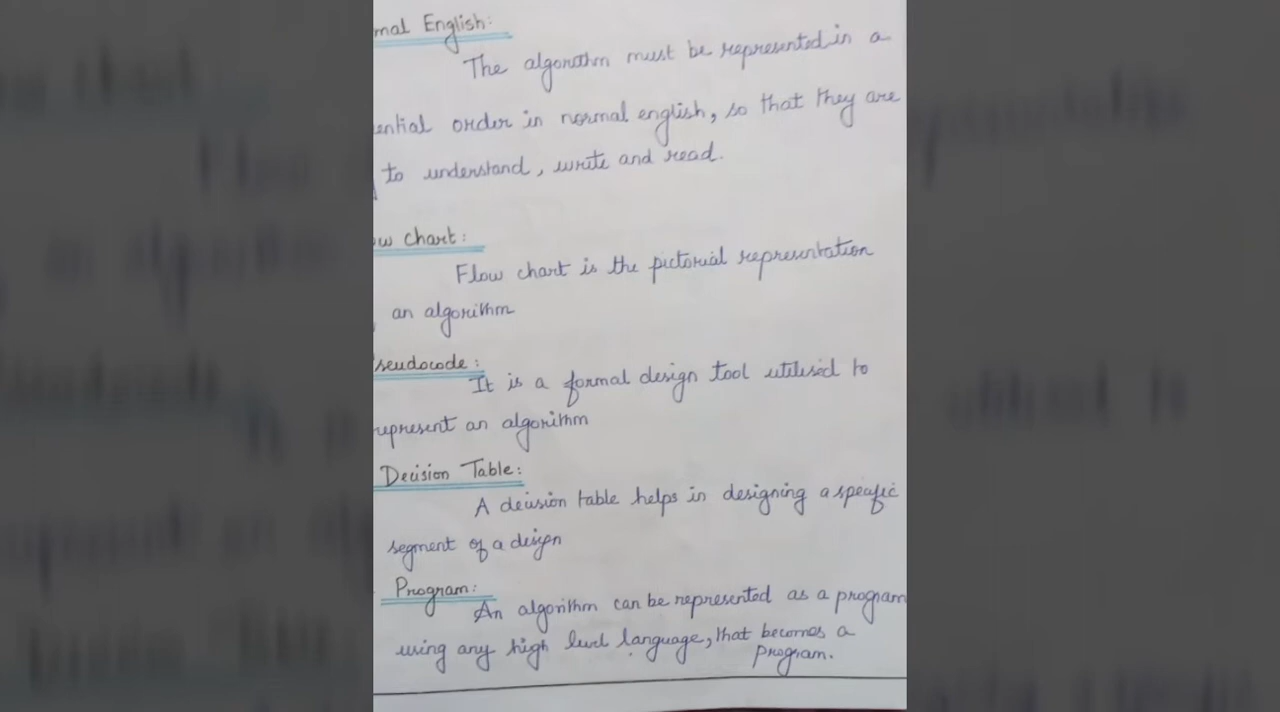 mal English:
The algorithm must be represented in a
ential order in normal english, so that they are
to understand, write and read.
ow chart:
Flow chart is the pictorial representation
an algorithm
seudocode:
It is a formal design tool utilised to
represent an algorithm
Decision Table:
A decision table helps in designing a specific
segment of a design
Program:
An algorithm can be represented as a program
using any high level language, that becomes a
program.